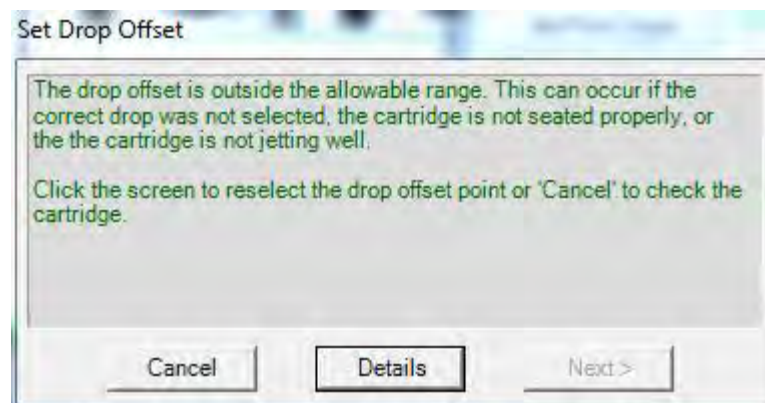 Set Drop Offset
The drop offset is outside the allowable range. This can occur if the
correct drop was not selected, the cartridge is not seated properly, or
the the cartridge is not jetting well.
Click the screen to reselect the drop offset point or 'Cancel' to check the
cartridge.
Cancel
Details
Next >